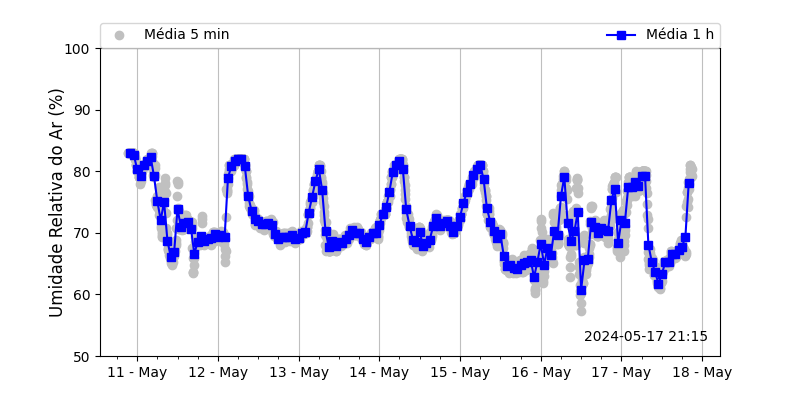 Média 5 min
Média 1 h
Umidade Relativa do Ar (%)
100
90
80
70
60
50
2024-05-17 21:15
11 - May
12 - May
13 - May
14 - May
15 - May
16 - May
17 - May
18 - May